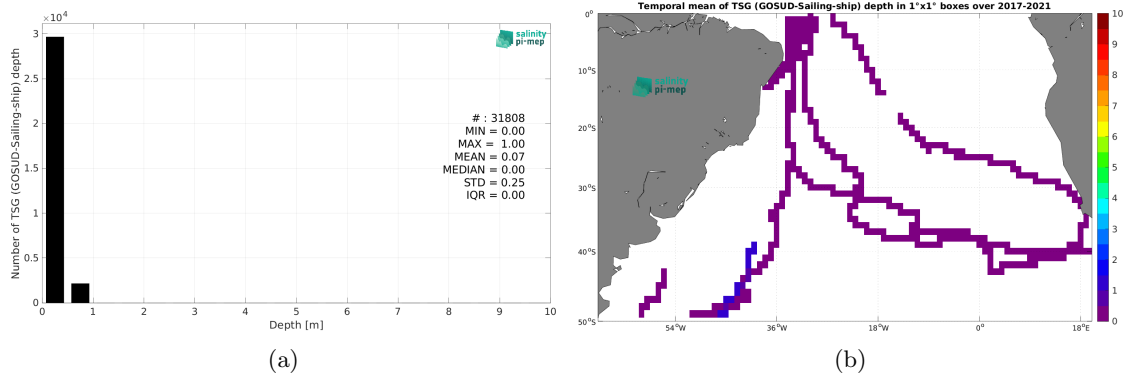 ×10⁴
3
2.5
2
1.5
1
0.5
0
0 1 2 3 4 5 6 7 8 9 10
Number of TSG (GOSUD-Sailing-ship) depth
Depth [m]
salinity
pi-mep
# : 31808
MIN = 0.00
MAX = 1.00
MEAN = 0.07
MEDIAN = 0.00
STD = 0.25
IQR = 0.00
(a)
Temporal mean of TSG (GOSUD-Sailing-ship) depth in 1°x1° boxes over 2017-2021
0°
10°S
20°S
30°S
40°S
50°S
54°W 36°W 18°W 0° 18°E
salinity
pi-mep
10
9
8
7
6
5
4
3
2
1
0
(b)